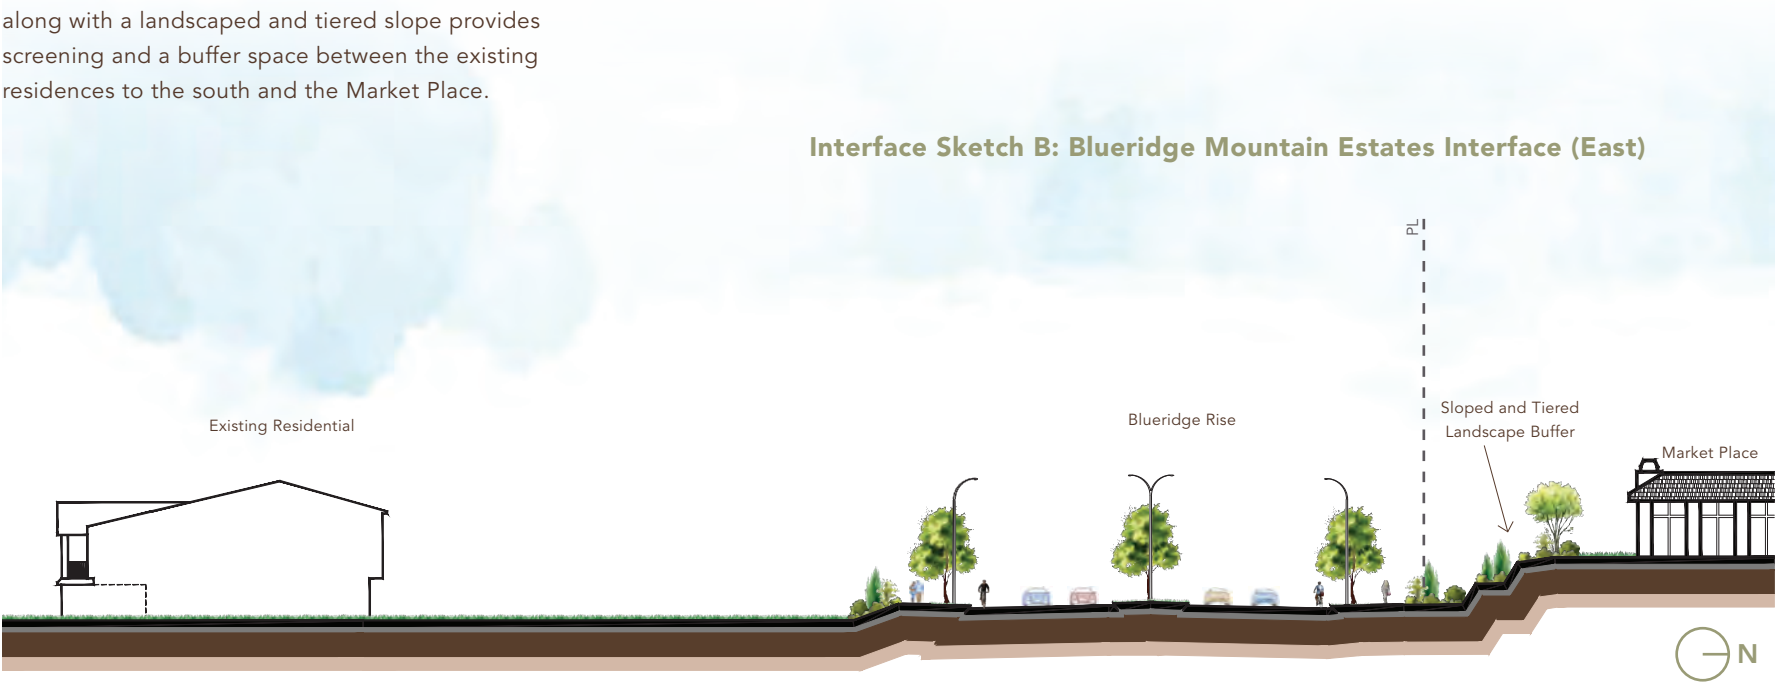 along with a landscaped and tiered slope provides
screening and a buffer space between the existing
residences to the south and the Market Place.
Interface Sketch B: Blueridge Mountain Estates Interface (East)
PL
Existing Residential
Blueridge Rise
Sloped and Tiered
Landscape Buffer
Market Place
N